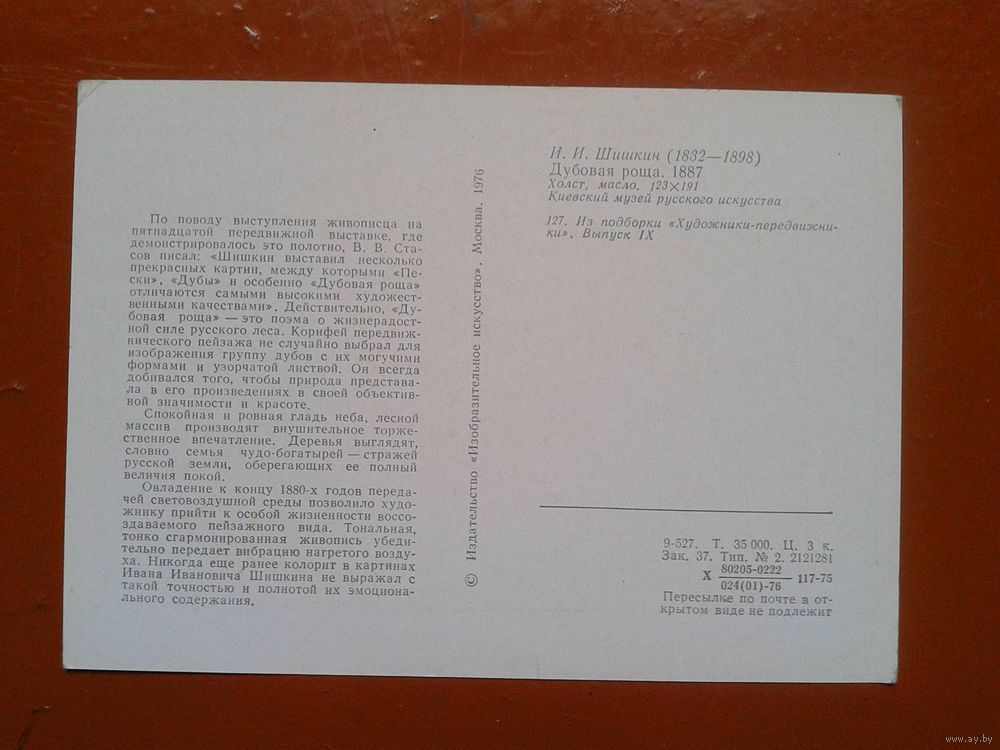 По поводу выступления живописца на
пятнадцатой передвижной выставке, где
демонстрировалось это полотно, В. В. Ста-
сов писал: «Шишкин выставил несколько
прекрасных картин, между которыми «Пе-
ски», «Дубы» и особенно «Дубовая роща»
отличаются самыми высокими художест-
венными качествами». Действительно, «Ду-
бовая роща» — это поэма о жизнерадост-
ной силе русского леса. Корифей передвиж-
нического пейзажа не случайно выбрал для
изображения группу дубов с их могучими
формами и узорчатой листвой. Он всегда
добивался того, чтобы природа представа-
ла в его произведениях в своей объектив-
ной значимости и красоте.
Спокойная и ровная гладь неба, лесной
массив производят внушительное торже-
ственное впечатление. Деревья выглядят,
словно семья чудо-богатырей — стражей
русской земли, оберегающих ее полный
величия покой.
Овладение к концу 1880-х годов переда-
чей световоздушной среды позволило худо-
жнику прийти к особой жизненности воссо-
здаваемого пейзажного вида. Тональная,
тонко сгармонированная живопись убеди-
тельно передает вибрацию нагретого возду-
ха. Никогда еще ранее колорит в картинах
Ивана Ивановича Шишкина не выражал с
такой точностью и полнотой их эмоциона-
льного содержания.
© Издательство «Изобразительное искусство». Москва. 1976
И. И. Шишкин (1832—1898)
Дубовая роща. 1887
Холст, масло. 123×191
Киевский музей русского искусства
127. Из подборки «Художники-передвижни-
ки». Выпуск IX
9-527. Т. 35 000. Ц. 3 к.
Зак. 37. Тип. № 2. 2121281
X 80205-0222
024(01)-76 117-75
Пересылке по почте в от-
крытом виде не подлежит
www.ay.by